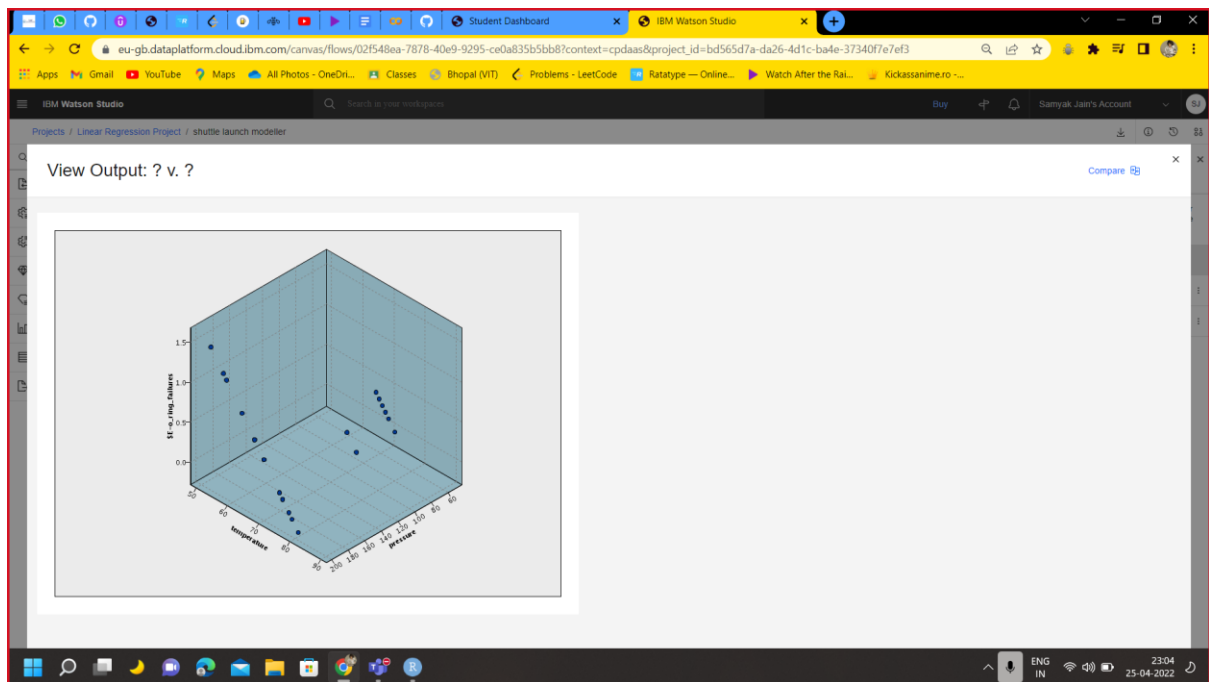 Student Dashboard
IBM Watson Studio
eu-gb.dataplatform.cloud.ibm.com/canvas/flows/02f548ea-7878-40e9-9295-ce0a835b5bb8?context=cpdaas&project_id=bd565d7a-da26-4d1c-ba4e-37340f7e7ef3
Apps Gmail YouTube Maps All Photos - OneDri... Classes Bhopal (VIT) Problems - LeetCode Ratatype — Online... Watch After the Rai... Kickassanime.ro -...
IBM Watson Studio Search in your workspaces Buy Samyak Jain's Account SJ
Projects / Linear Regression Project / shuttle launch modeller
View Output: ? v. ?
Compare
1.5
1.0
0.5
0.0
$E-o_ring_failures
50 60 70 80 90
temperature
200 180 160 140 120 100 80 60
pressure
ENG
IN
23:04
25-04-2022